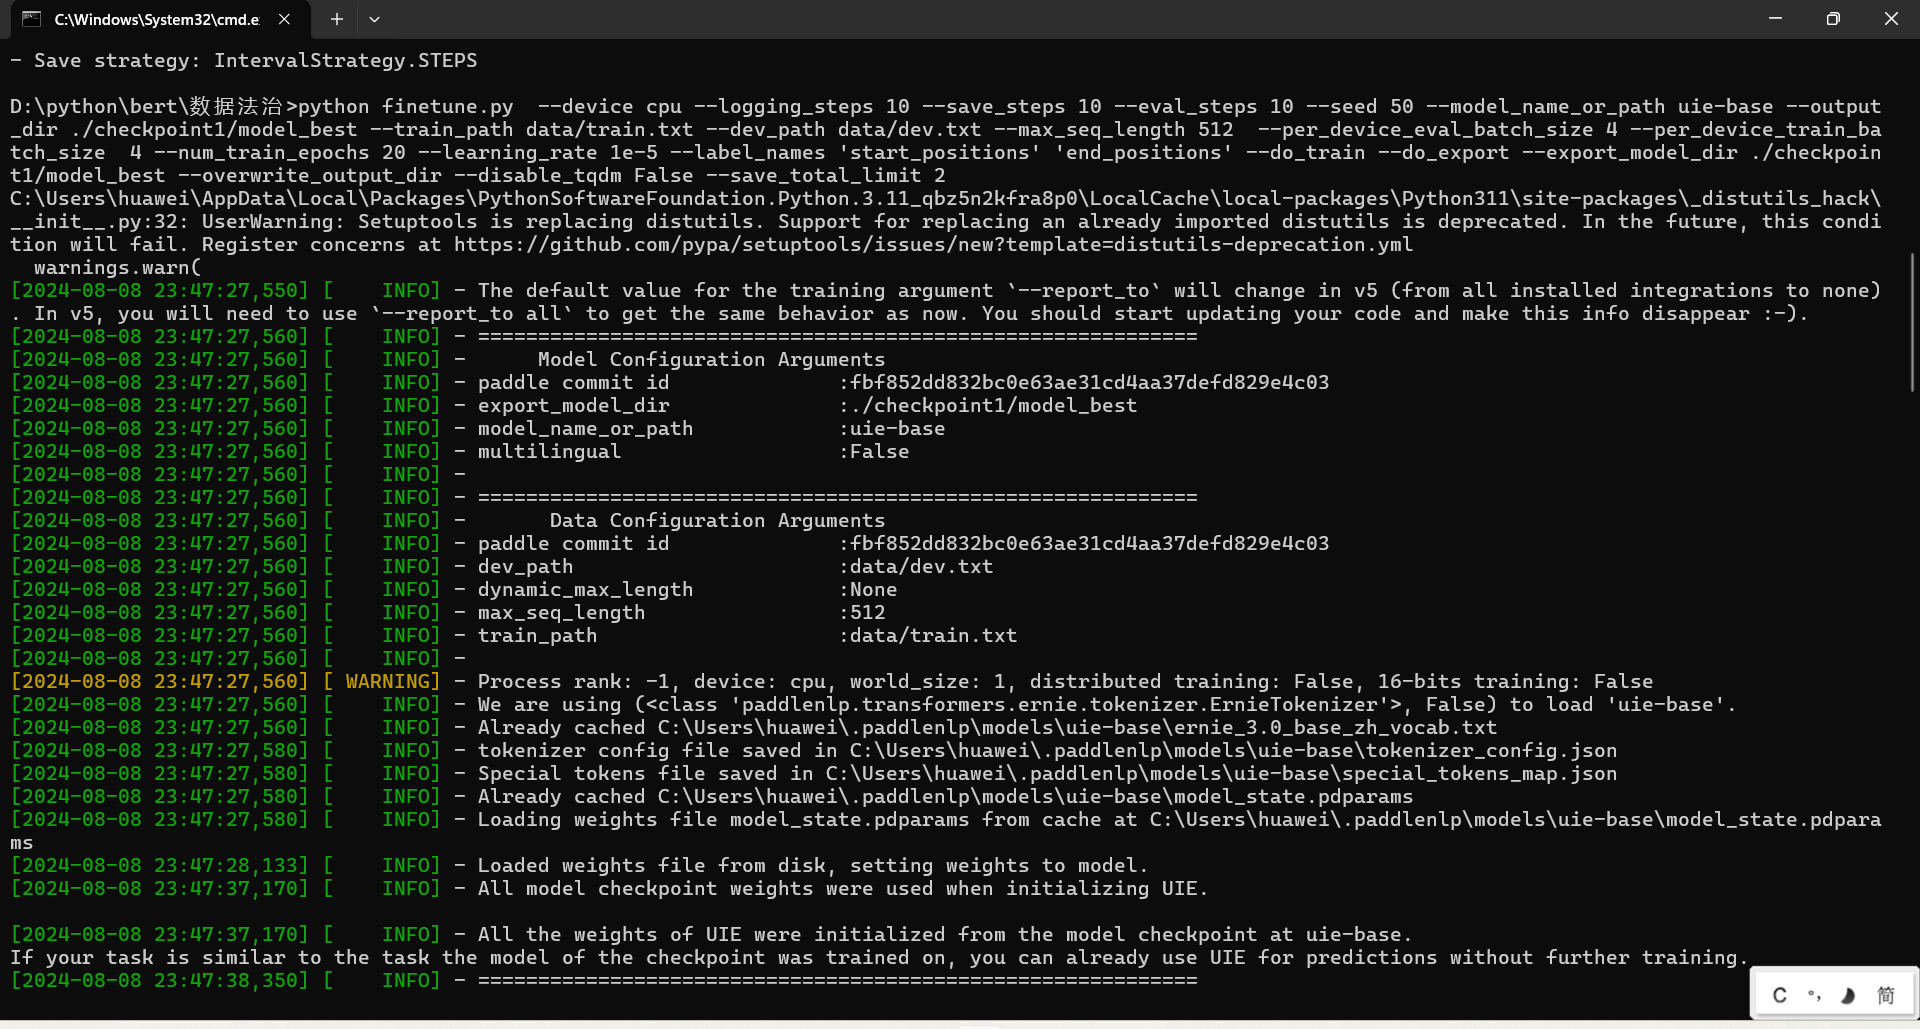 C:\Windows\System32\cmd.e
- Save strategy: IntervalStrategy.STEPS
D:\python\bert\数据法治>python finetune.py  --device cpu --logging_steps 10 --save_steps 10 --eval_steps 10 --seed 50 --model_name_or_path uie-base --output
_dir ./checkpoint1/model_best --train_path data/train.txt --dev_path data/dev.txt --max_seq_length 512  --per_device_eval_batch_size 4 --per_device_train_ba
tch_size  4 --num_train_epochs 20 --learning_rate 1e-5 --label_names 'start_positions' 'end_positions' --do_train --do_export --export_model_dir ./checkpoin
t1/model_best --overwrite_output_dir --disable_tqdm False --save_total_limit 2
C:\Users\huawei\AppData\Local\Packages\PythonSoftwareFoundation.Python.3.11_qbz5n2kfra8p0\LocalCache\local-packages\Python311\site-packages\_distutils_hack\
__init__.py:32: UserWarning: Setuptools is replacing distutils. Support for replacing an already imported distutils is deprecated. In the future, this condi
tion will fail. Register concerns at https://github.com/pypa/setuptools/issues/new?template=distutils-deprecation.yml
  warnings.warn(
[2024-08-08 23:47:27,550] [    INFO] - The default value for the training argument `--report_to` will change in v5 (from all installed integrations to none)
. In v5, you will need to use `--report_to all` to get the same behavior as now. You should start updating your code and make this info disappear :-).
[2024-08-08 23:47:27,560] [    INFO] - ============================================================
[2024-08-08 23:47:27,560] [    INFO] -      Model Configuration Arguments
[2024-08-08 23:47:27,560] [    INFO] - paddle commit id              :fbf852dd832bc0e63ae31cd4aa37defd829e4c03
[2024-08-08 23:47:27,560] [    INFO] - export_model_dir              :./checkpoint1/model_best
[2024-08-08 23:47:27,560] [    INFO] - model_name_or_path            :uie-base
[2024-08-08 23:47:27,560] [    INFO] - multilingual                  :False
[2024-08-08 23:47:27,560] [    INFO] -
[2024-08-08 23:47:27,560] [    INFO] - ============================================================
[2024-08-08 23:47:27,560] [    INFO] -       Data Configuration Arguments
[2024-08-08 23:47:27,560] [    INFO] - paddle commit id              :fbf852dd832bc0e63ae31cd4aa37defd829e4c03
[2024-08-08 23:47:27,560] [    INFO] - dev_path                      :data/dev.txt
[2024-08-08 23:47:27,560] [    INFO] - dynamic_max_length            :None
[2024-08-08 23:47:27,560] [    INFO] - max_seq_length                :512
[2024-08-08 23:47:27,560] [    INFO] - train_path                    :data/train.txt
[2024-08-08 23:47:27,560] [    INFO] -
[2024-08-08 23:47:27,560] [ WARNING] - Process rank: -1, device: cpu, world_size: 1, distributed training: False, 16-bits training: False
[2024-08-08 23:47:27,560] [    INFO] - We are using (<class 'paddlenlp.transformers.ernie.tokenizer.ErnieTokenizer'>, False) to load 'uie-base'.
[2024-08-08 23:47:27,560] [    INFO] - Already cached C:\Users\huawei\.paddlenlp\models\uie-base\ernie_3.0_base_zh_vocab.txt
[2024-08-08 23:47:27,580] [    INFO] - tokenizer config file saved in C:\Users\huawei\.paddlenlp\models\uie-base\tokenizer_config.json
[2024-08-08 23:47:27,580] [    INFO] - Special tokens file saved in C:\Users\huawei\.paddlenlp\models\uie-base\special_tokens_map.json
[2024-08-08 23:47:27,580] [    INFO] - Already cached C:\Users\huawei\.paddlenlp\models\uie-base\model_state.pdparams
[2024-08-08 23:47:27,580] [    INFO] - Loading weights file model_state.pdparams from cache at C:\Users\huawei\.paddlenlp\models\uie-base\model_state.pdpara
ms
[2024-08-08 23:47:28,133] [    INFO] - Loaded weights file from disk, setting weights to model.
[2024-08-08 23:47:37,170] [    INFO] - All model checkpoint weights were used when initializing UIE.
[2024-08-08 23:47:37,170] [    INFO] - All the weights of UIE were initialized from the model checkpoint at uie-base.
If your task is similar to the task the model of the checkpoint was trained on, you can already use UIE for predictions without further training.
[2024-08-08 23:47:38,350] [    INFO] - ============================================================
C °, 简